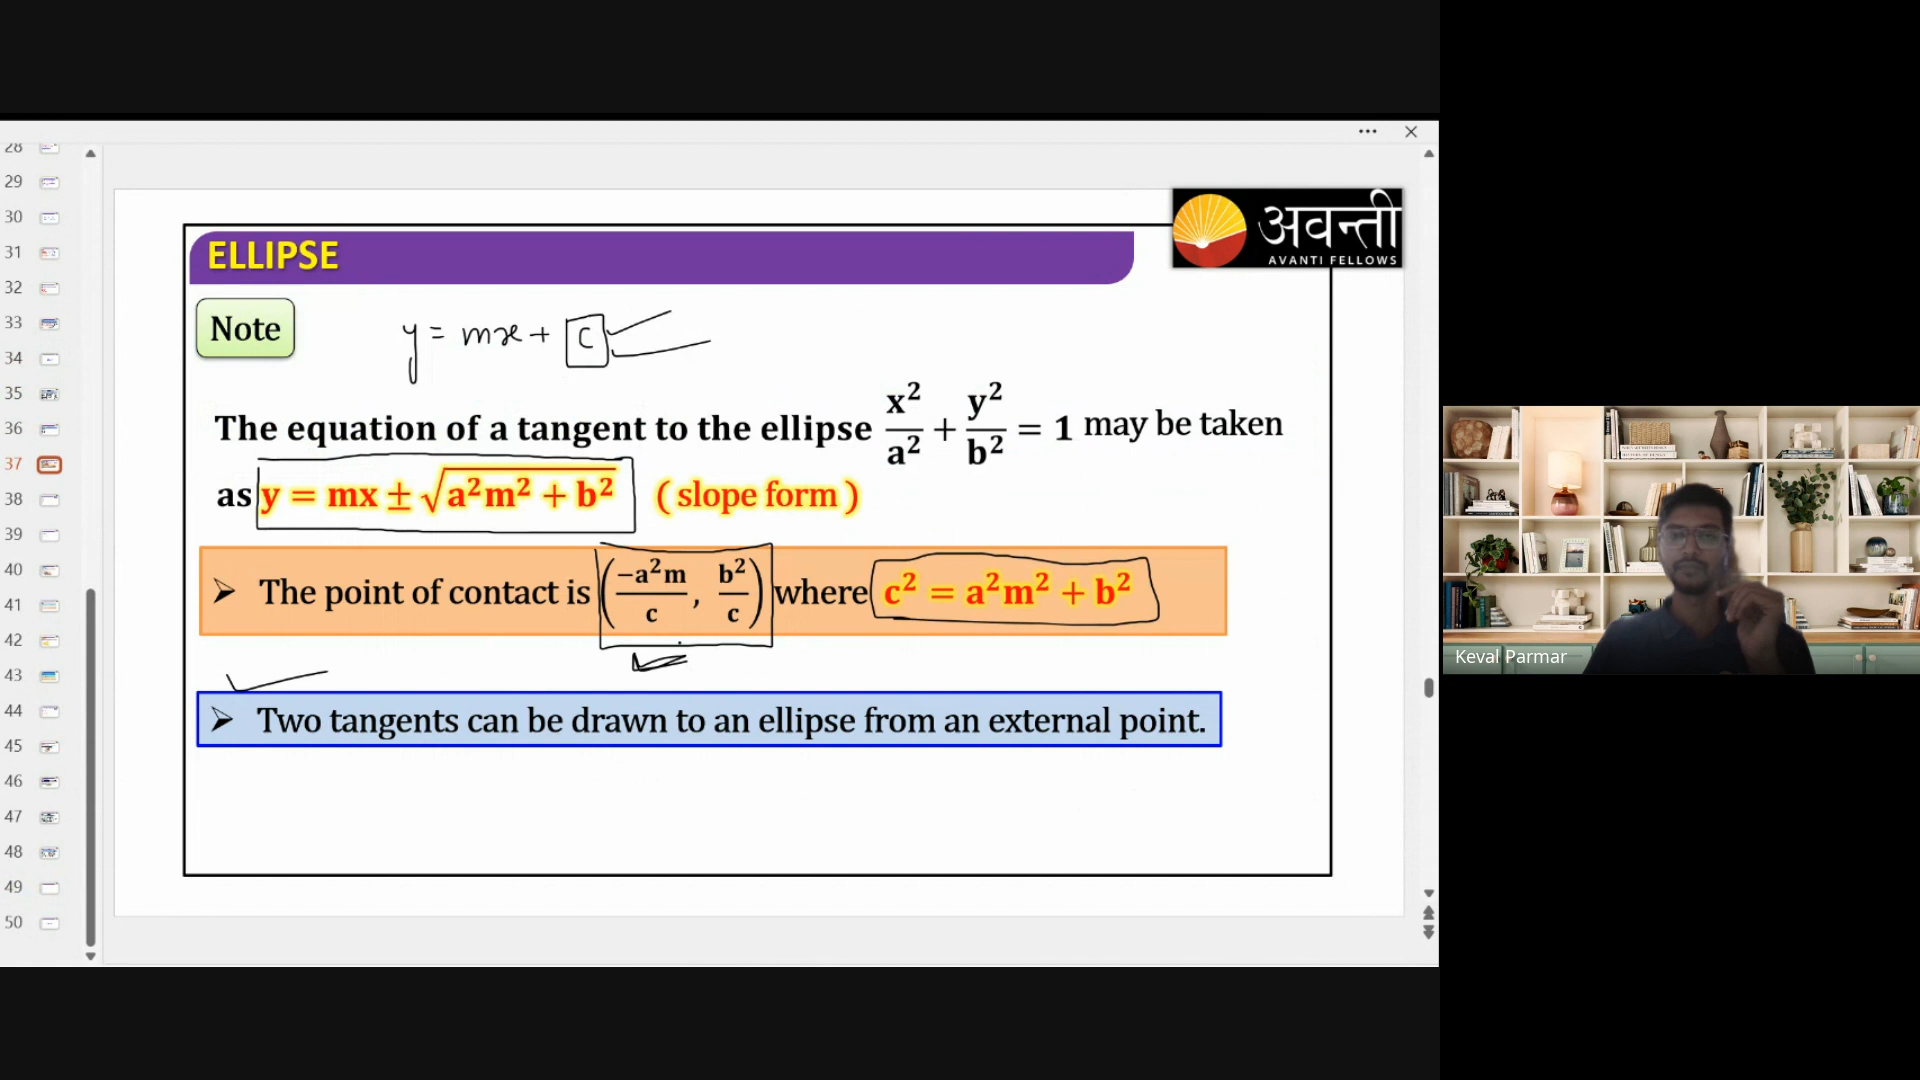 28
29
30
31
32
33
34
35
36
37
38
39
40
41
42
43
44
45
46
47
48
49
50
अवन्ती
AVANTI FELLOWS
ELLIPSE
Note
y = mx + c
The equation of a tangent to the ellipse x²/a² + y²/b² = 1 may be taken
as y = mx ± √(a²m² + b²) ( slope form )
➢ The point of contact is (−a²m/c, b²/c) where c² = a²m² + b²
➢ Two tangents can be drawn to an ellipse from an external point.
Keval Parmar